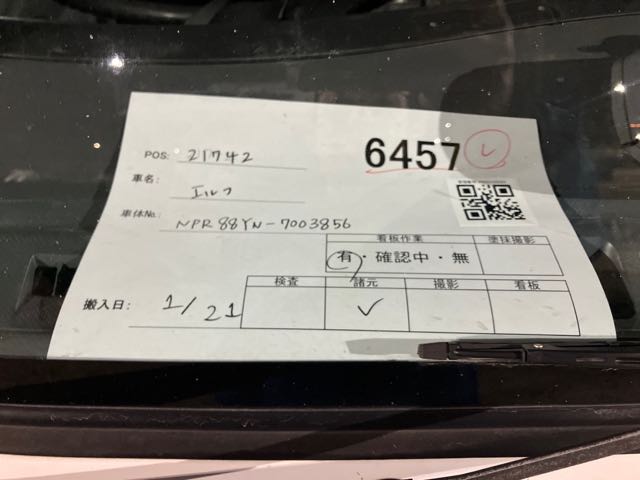 POS: 21742
6457 レ
車名: エルフ
車体№: NPR88YN-7003856
看板作業 塗抹撮影
有・確認中・無
検査 諸元 撮影 看板
搬入日: 1/21 ✓